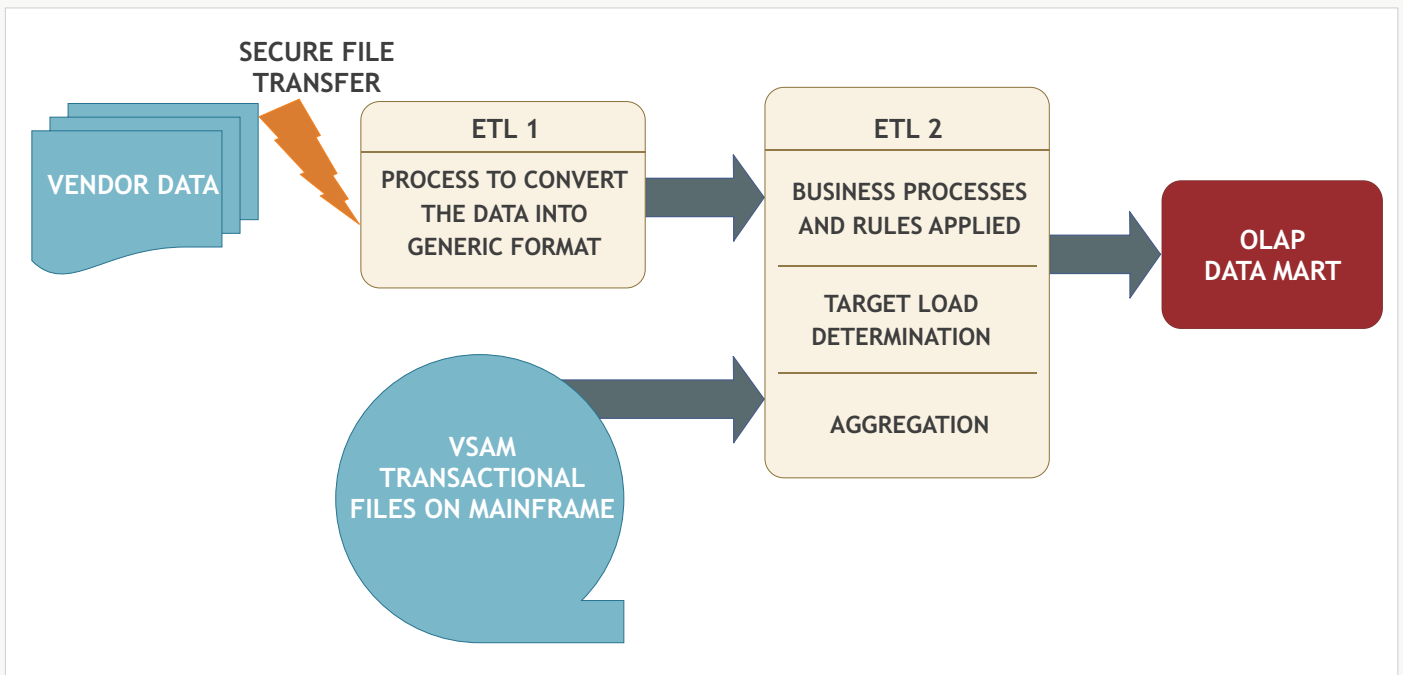 SECURE FILE
TRANSFER
VENDOR DATA
ETL 1
PROCESS TO CONVERT
THE DATA INTO
GENERIC FORMAT
ETL 2
BUSINESS PROCESSES
AND RULES APPLIED
TARGET LOAD
DETERMINATION
AGGREGATION
OLAP
DATA MART
VSAM
TRANSACTIONAL
FILES ON MAINFRAME